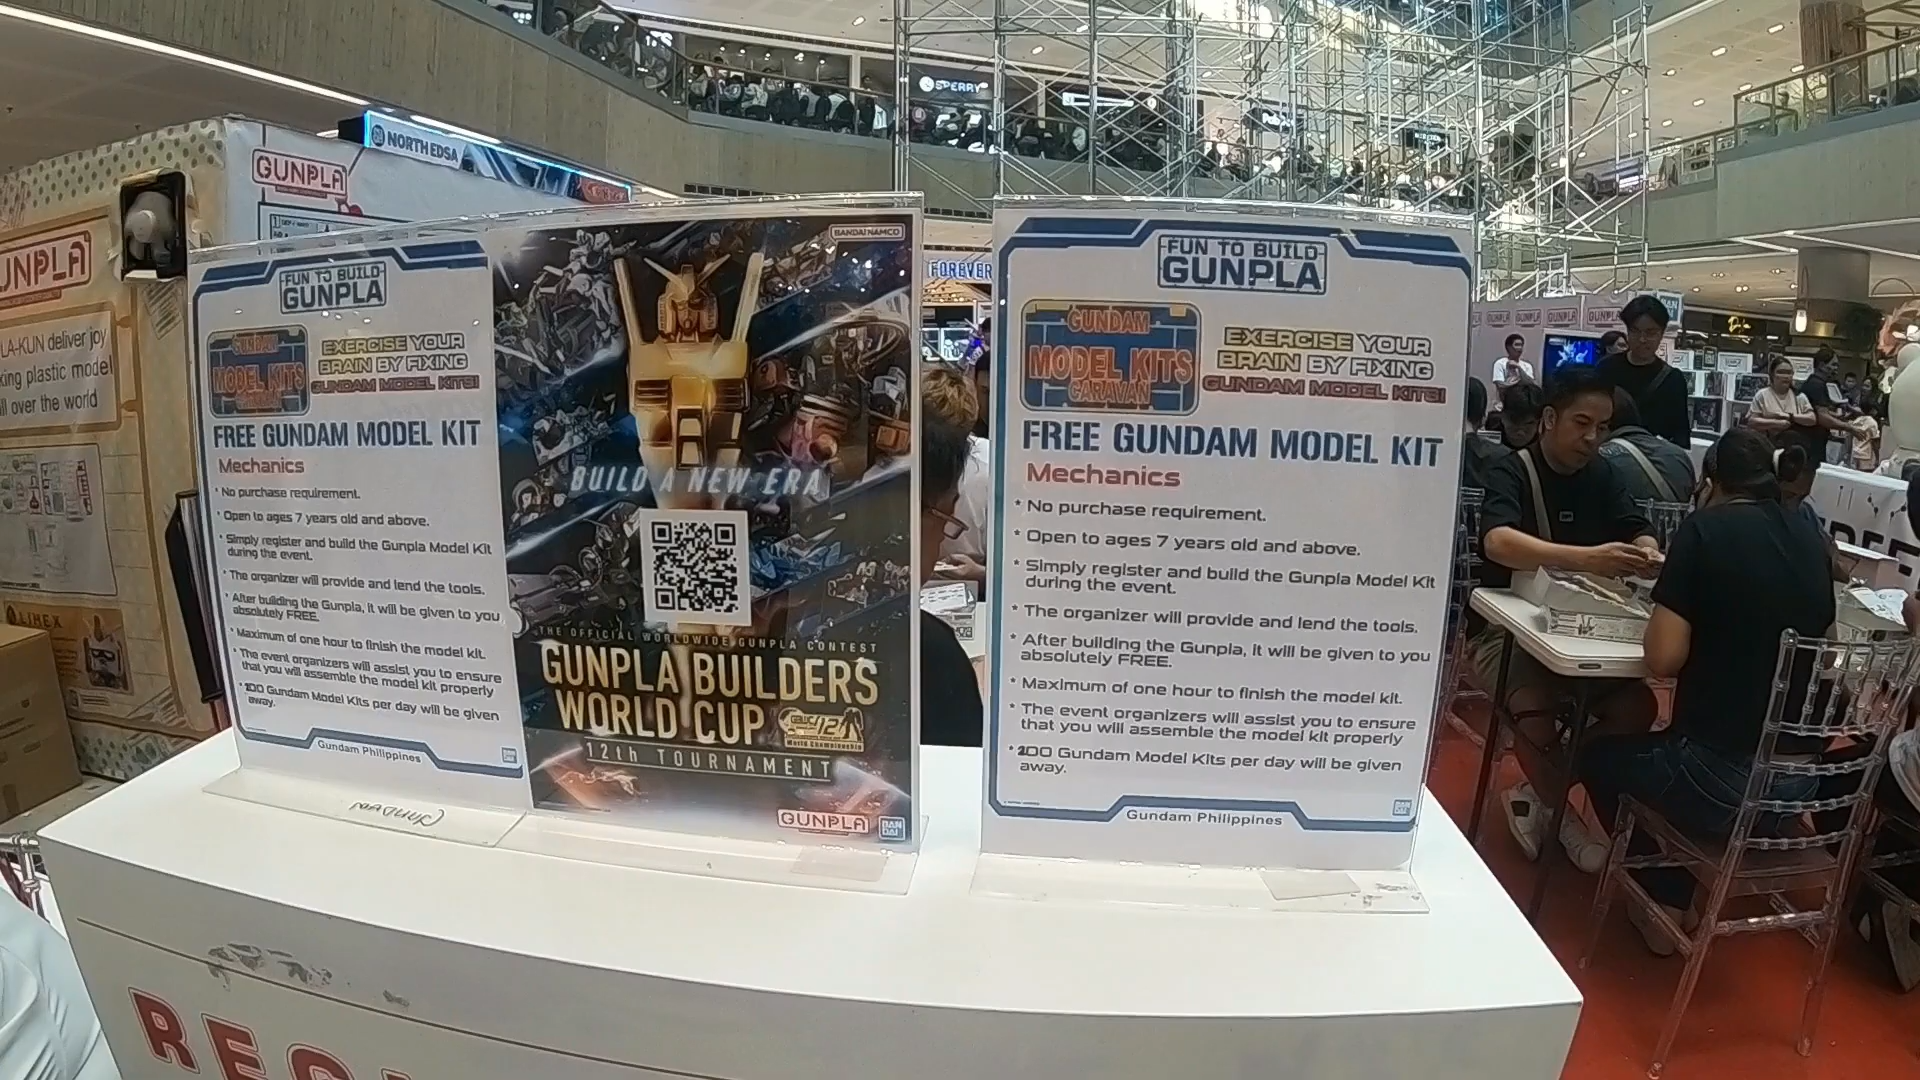 SPERRY
NORTH EDSA
GUNPLA
UNPLA
LA-KUN deliver joy
king plastic model
ll over the world
LIHEX
FOREVER
FUN TO BUILD
GUNPLA
GUNDAM
MODEL KITS
CARAVAN
EXERCISE YOUR
BRAIN BY FIXING
GUNDAM MODEL KITS!
FREE GUNDAM MODEL KIT
Mechanics
* No purchase requirement.
* Open to ages 7 years old and above.
* Simply register and build the Gunpla Model Kit
during the event.
* The organizer will provide and lend the tools.
* After building the Gunpla, it will be given to you
absolutely FREE.
* Maximum of one hour to finish the model kit.
* The event organizers will assist you to ensure
that you will assemble the model kit properly
* 100 Gundam Model Kits per day will be given
away.
Gundam Philippines
BANDAI NAMCO
BUILD A NEW ERA
THE OFFICIAL WORLDWIDE GUNPLA CONTEST
GUNPLA BUILDERS
WORLD CUP
World Championship
12th TOURNAMENT
GUNPLA
BAN
DAI
FUN TO BUILD
GUNPLA
GUNDAM
MODEL KITS
CARAVAN
EXERCISE YOUR
BRAIN BY FIXING
GUNDAM MODEL KITS!
FREE GUNDAM MODEL KIT
Mechanics
* No purchase requirement.
* Open to ages 7 years old and above.
* Simply register and build the Gunpla Model Kit
during the event.
* The organizer will provide and lend the tools.
* After building the Gunpla, it will be given to you
absolutely FREE.
* Maximum of one hour to finish the model kit.
* The event organizers will assist you to ensure
that you will assemble the model kit properly
* 100 Gundam Model Kits per day will be given
away.
Gundam Philippines
BAN
DAI
REG